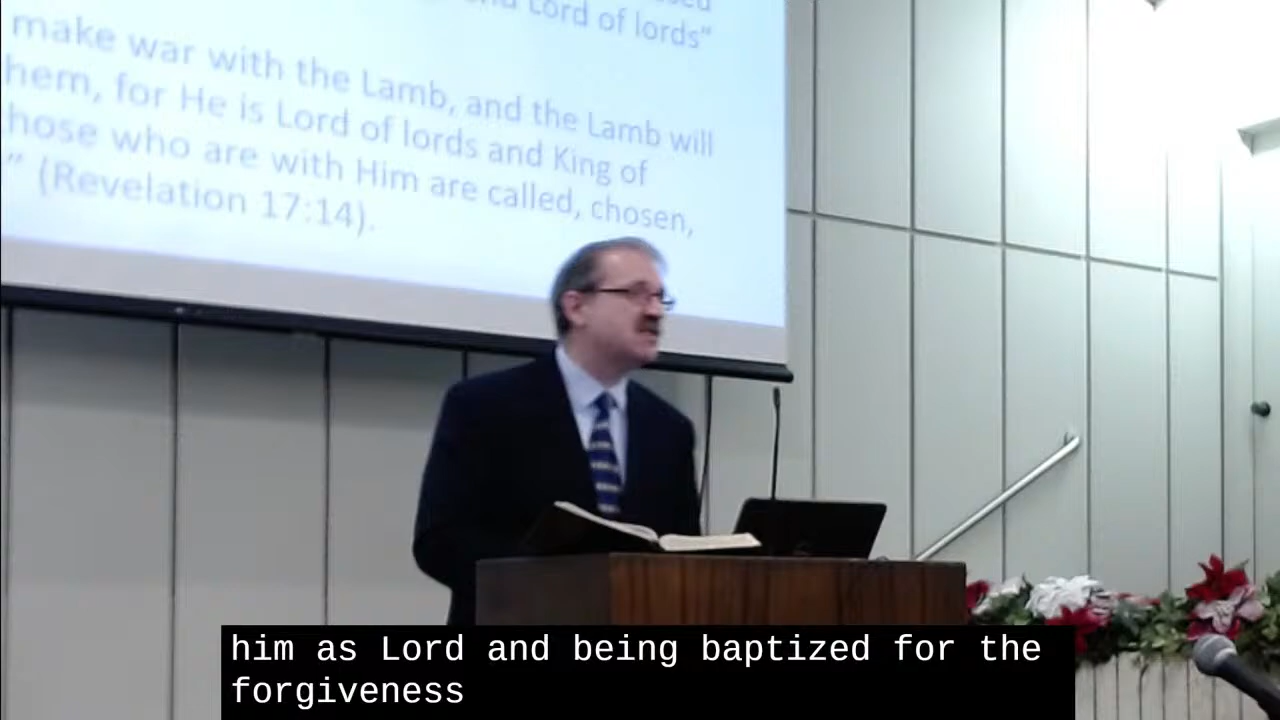 and Lord of lords"
make war with the Lamb, and the Lamb will
hem, for He is Lord of lords and King of
hose who are with Him are called, chosen,
" (Revelation 17:14).
him as Lord and being baptized for the
forgiveness